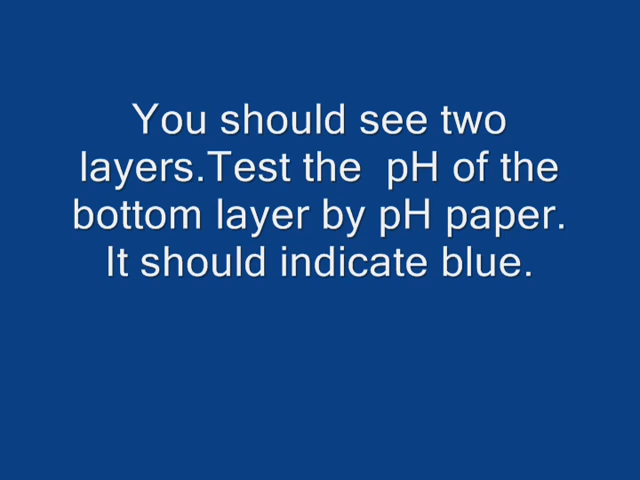 You should see two
layers.Test the  pH of the
bottom layer by pH paper.
It should indicate blue.